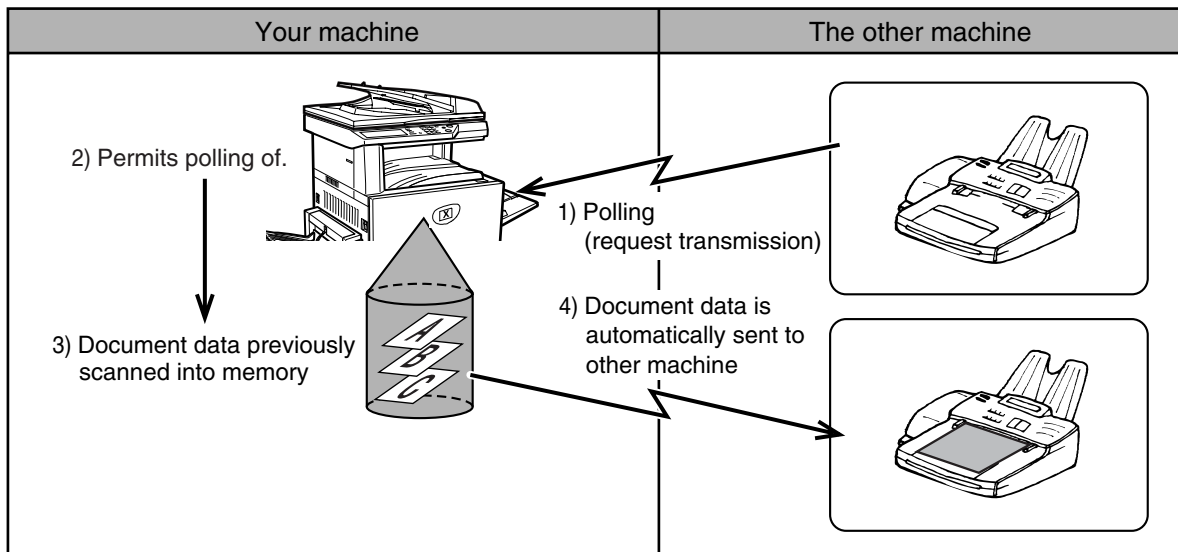 Your machine
The other machine
2) Permits polling of.
1) Polling
(request transmission)
3) Document data previously
scanned into memory
A
B
C
4) Document data is
automatically sent to
other machine